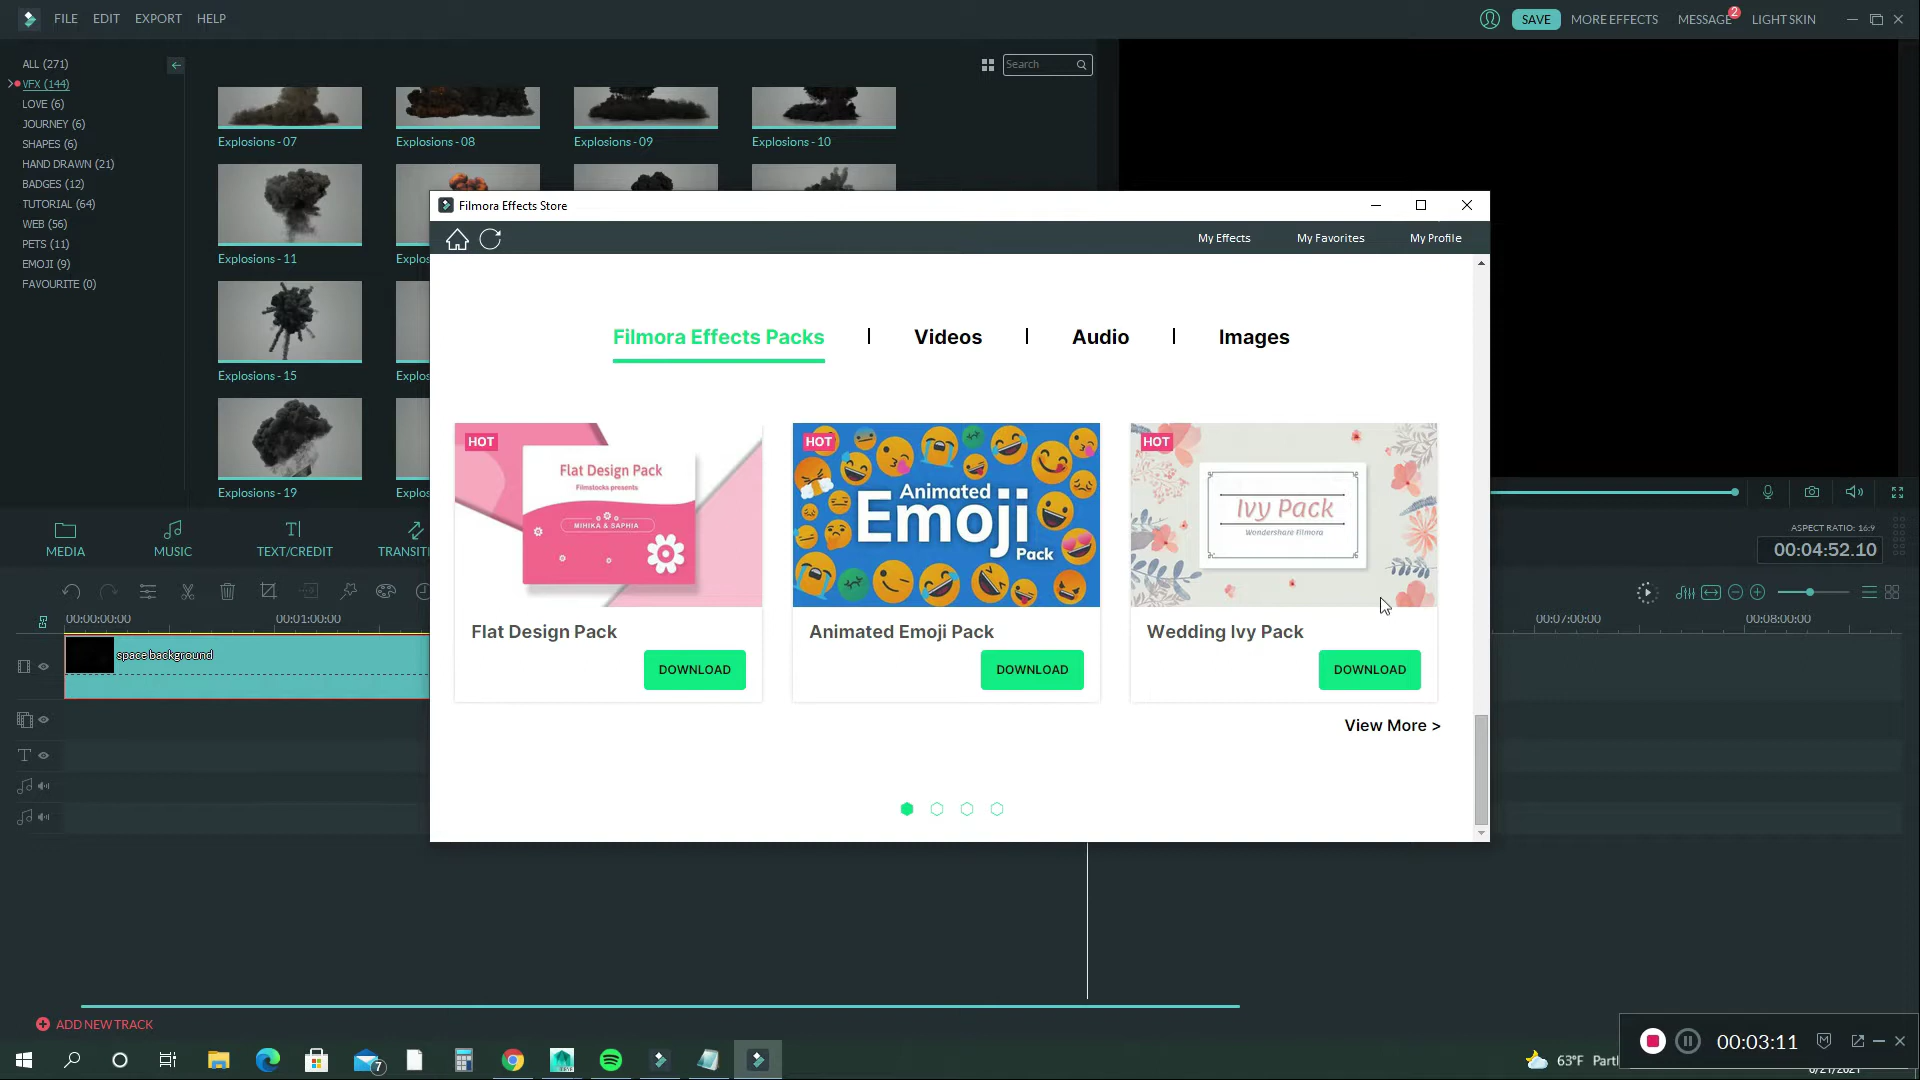 FILE EDIT EXPORT HELP
SAVE MORE EFFECTS MESSAGE 2 LIGHT SKIN
ALL (271)
VFX (144)
LOVE (6)
JOURNEY (6)
SHAPES (6)
HAND DRAWN (21)
BADGES (12)
TUTORIAL (64)
WEB (56)
PETS (11)
EMOJI (9)
FAVOURITE (0)
Search
Explosions - 07 Explosions - 08 Explosions - 09 Explosions - 10
Explosions - 11 Explo
Explosions - 15 Explo
Explosions - 19 Explo
Filmora Effects Store
My Effects My Favorites My Profile
Filmora Effects Packs | Videos | Audio | Images
HOT
Flat Design Pack
Filmstocks presents
MIHIKA & SAPHIA
HOT
Animated
Emoji
Pack
HOT
Ivy Pack
Wondershare Filmora
Flat Design Pack Animated Emoji Pack Wedding Ivy Pack
DOWNLOAD DOWNLOAD DOWNLOAD
View More >
MEDIA MUSIC TEXT/CREDIT TRANSITI
ASPECT RATIO: 16:9
00:04:52.10
00:00:00:00 00:01:00:00 00:07:00:00 00:08:00:00
space background
ADD NEW TRACK
7
63°F Partl
00:03:11